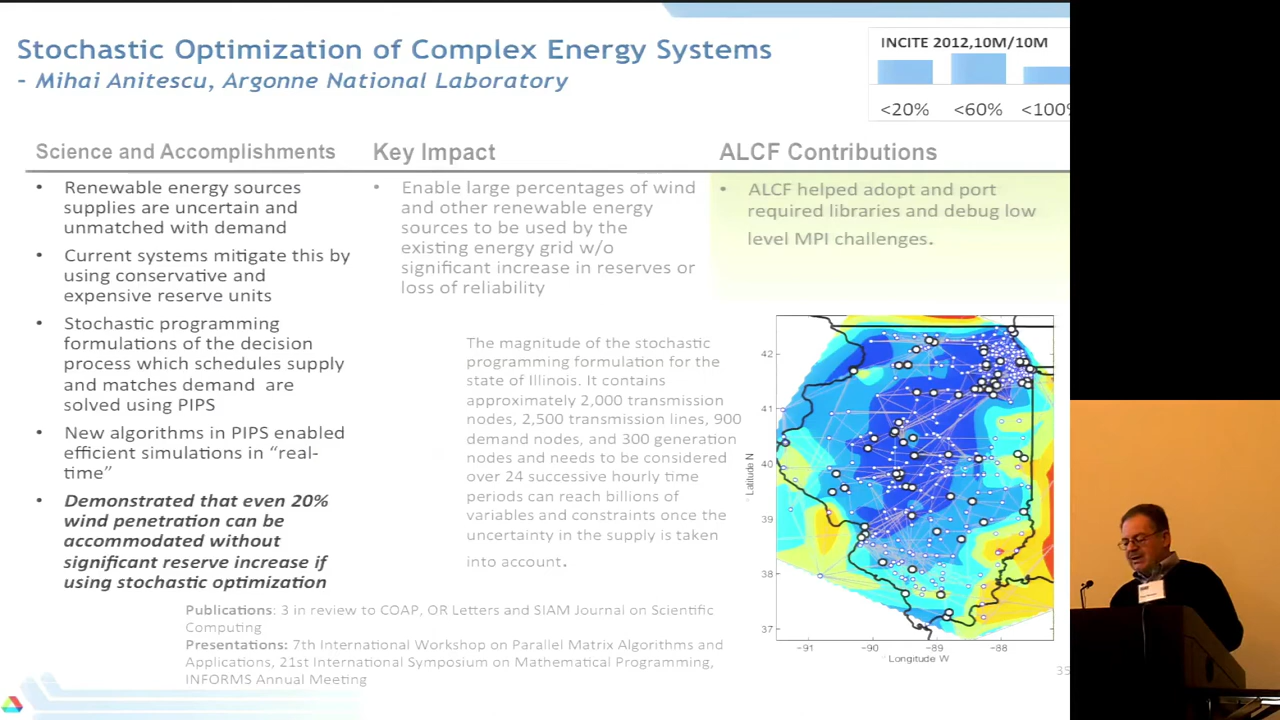 Stochastic Optimization of Complex Energy Systems
- Mihai Anitescu, Argonne National Laboratory
INCITE 2012,10M/10M
<20% <60% <100%
Science and Accomplishments
• Renewable energy sources
supplies are uncertain and
unmatched with demand
• Current systems mitigate this by
using conservative and
expensive reserve units
• Stochastic programming
formulations of the decision
process which schedules supply
and matches demand are
solved using PIPS
• New algorithms in PIPS enabled
efficient simulations in “real-
time”
• Demonstrated that even 20%
wind penetration can be
accommodated without
significant reserve increase if
using stochastic optimization
Key Impact
• Enable large percentages of wind
and other renewable energy
sources to be used by the
existing energy grid w/o
significant increase in reserves or
loss of reliability
The magnitude of the stochastic
programming formulation for the
state of Illinois. It contains
approximately 2,000 transmission
nodes, 2,500 transmission lines, 900
demand nodes, and 300 generation
nodes and needs to be considered
over 24 successive hourly time
periods can reach billions of
variables and constraints once the
uncertainty in the supply is taken
into account.
ALCF Contributions
• ALCF helped adopt and port
required libraries and debug low
level MPI challenges.
42
41
40
39
38
37
° Latitude N
-91 -90 -89 -88
° Longitude W
Publications: 3 in review to COAP, OR Letters and SIAM Journal on Scientific
Computing
Presentations: 7th International Workshop on Parallel Matrix Algorithms and
Applications, 21st International Symposium on Mathematical Programming,
INFORMS Annual Meeting
35